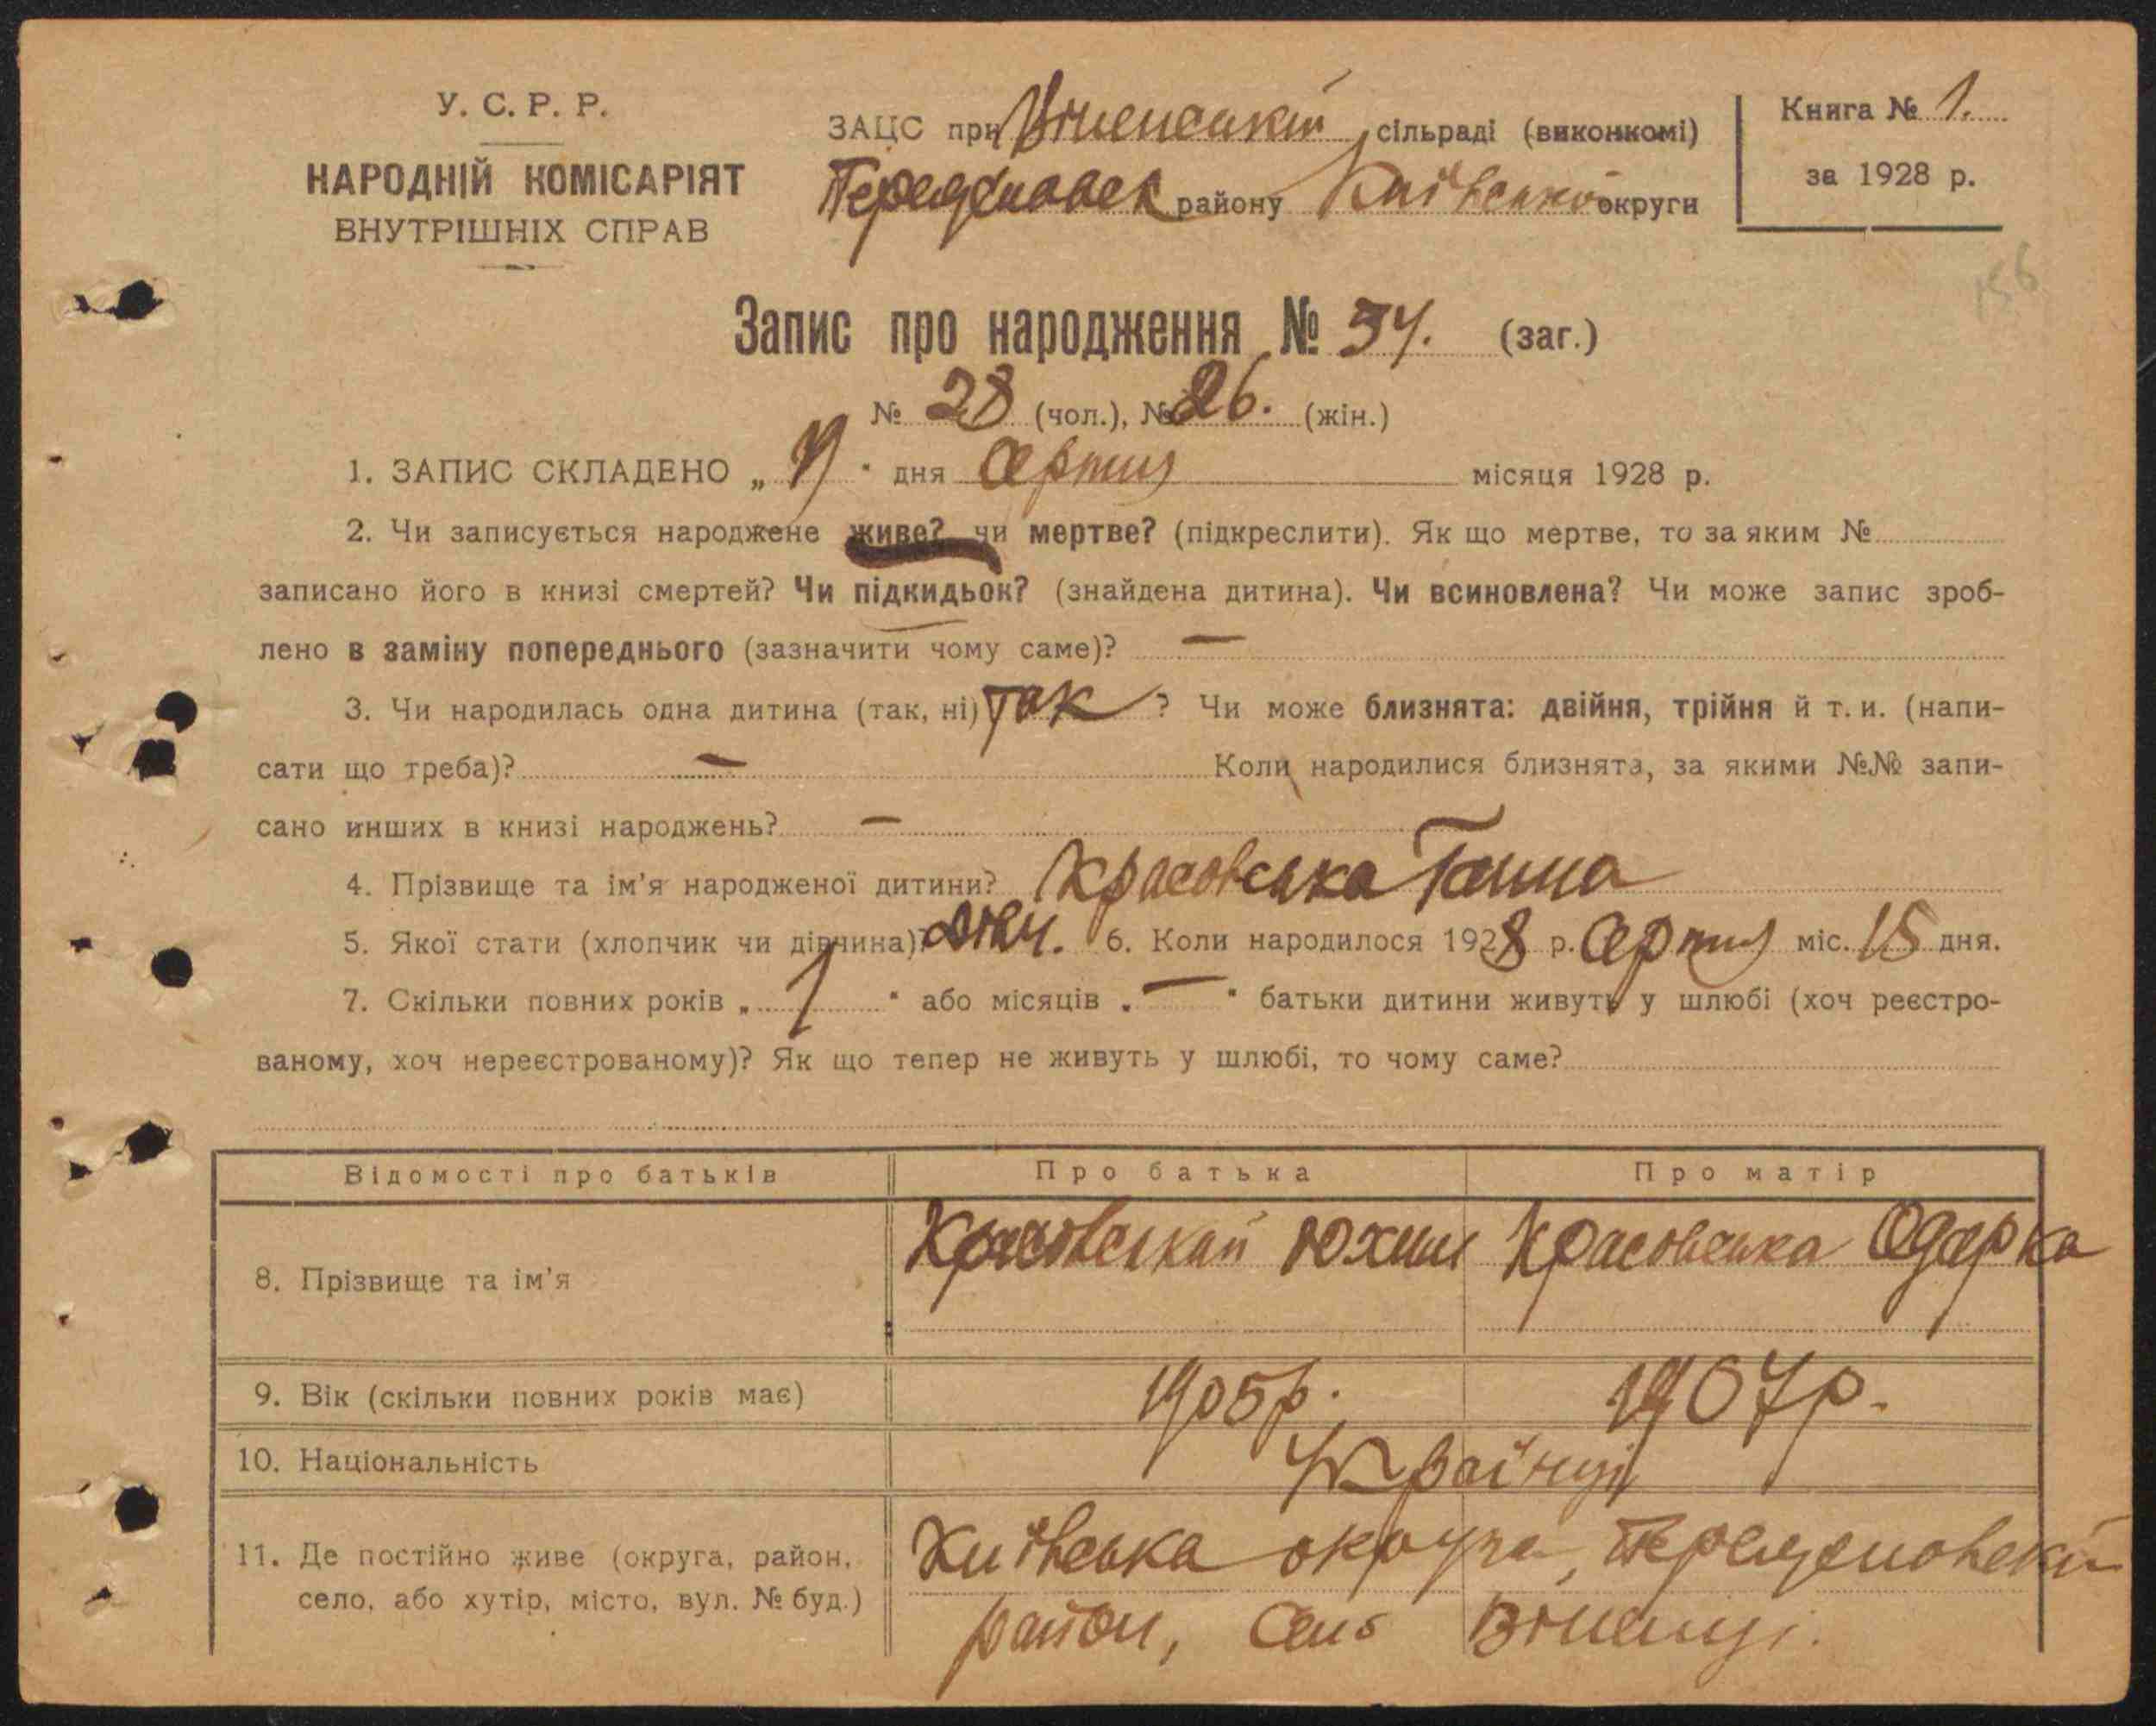 У. С. Р. Р.
НАРОДНІЙ КОМІСАРІЯТ
ВНУТРІШНІХ СПРАВ
ЗАЦС при сільраді (виконкомі)
району Київської округи
Книга № 1.
за 1928 р.
156
Запис про народження № 54. (заг.)
№ 28 (чол.), № 26. (жін.)
1. ЗАПИС СКЛАДЕНО „ " дня Серпня місяця 1928 р.
2. Чи записується народжене живе? чи мертве? (підкреслити). Як що мертве, то за яким №
записано його в книзі смертей? Чи підкидьок? (знайдена дитина). Чи всиновлена? Чи може запис зроб-
лено в заміну попереднього (зазначити чому саме)? —
3. Чи народилась одна дитина (так, ні) Так ? Чи може близнята: двійня, трійня й т. и. (напи-
сати що треба)? — Коли народилися близнята, за якими №№ запи-
сано инших в книзі народжень? —
4. Прізвище та ім'я народженої дитини? Красовська Ганна
5. Якої стати (хлопчик чи дівчина)? Дівч. 6. Коли народилося 1928 р. Серпня міс. 15 дня.
7. Скільки повних років „ 1 " або місяців „ — " батьки дитини живуть у шлюбі (хоч реєстро-
ваному, хоч нереєстрованому)? Як що тепер не живуть у шлюбі, то чому саме?
Відомості про батьків Про батька Про матір
8. Прізвище та ім'я Красовський Юхим Красовська Одарка
9. Вік (скільки повних років має) 1905 р. 1907 р.
10. Національність Українці
11. Де постійно живе (округа, район, Київська округа,
село, або хутір, місто, вул. № буд.) район, Село